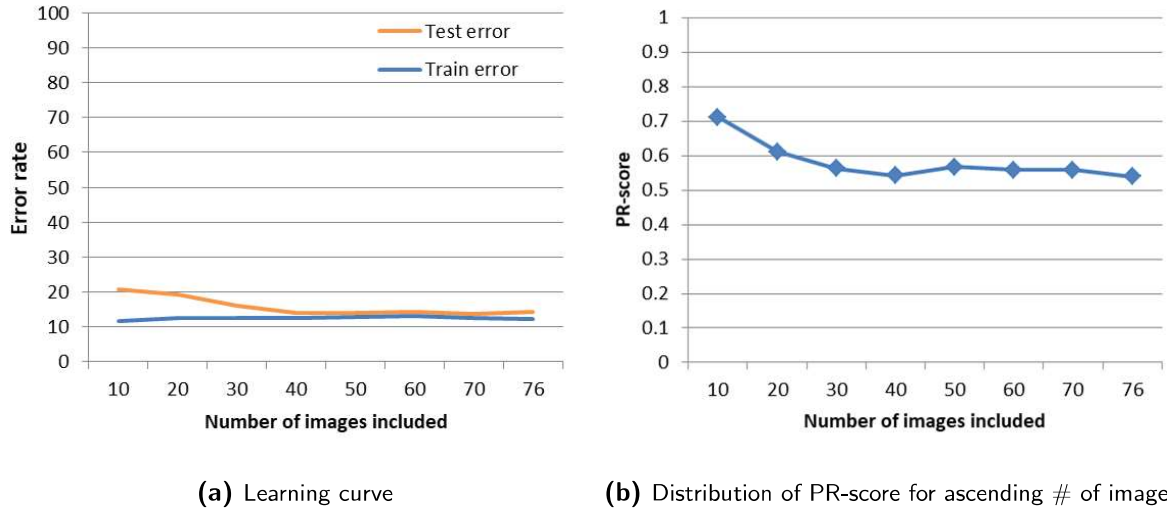 100
90
80
70
60
50
40
30
20
10
0
Error rate
Test error
Train error
10 20 30 40 50 60 70 76
Number of images included
(a) Learning curve
1
0.9
0.8
0.7
0.6
0.5
0.4
0.3
0.2
0.1
0
PR-score
10 20 30 40 50 60 70 76
Number of images included
(b) Distribution of PR-score for ascending # of image